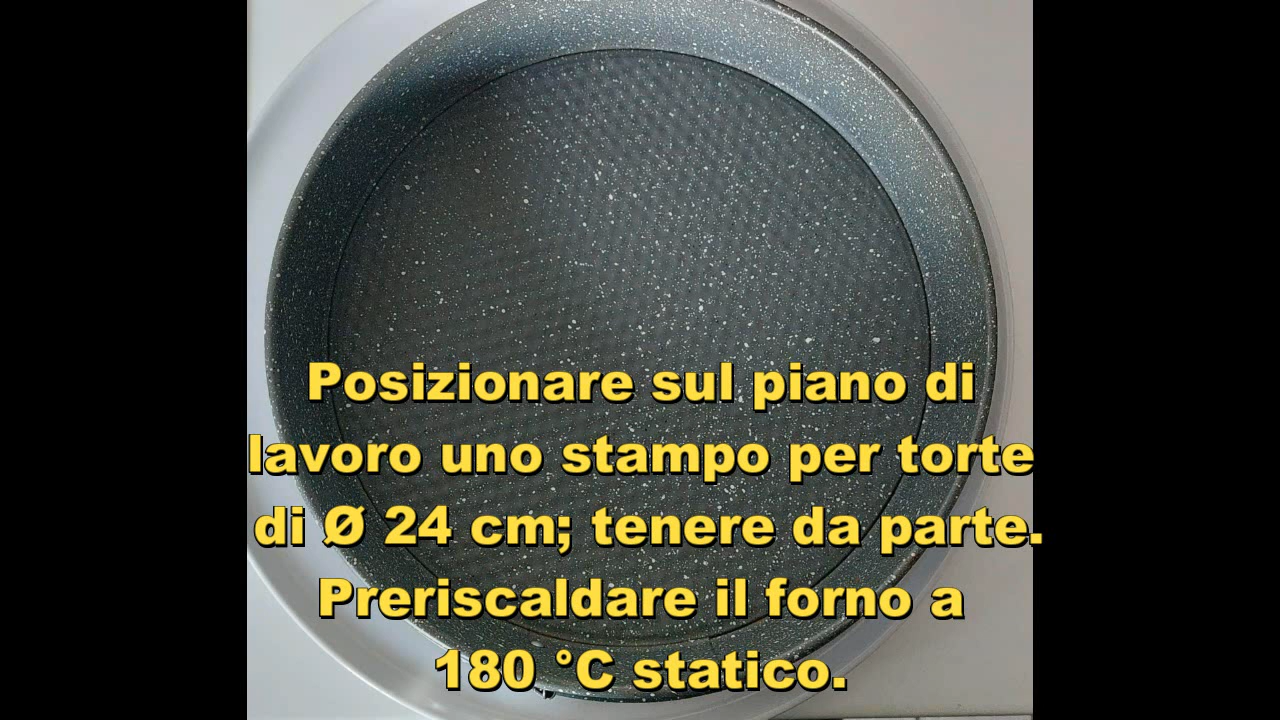 Posizionare sul piano di
lavoro uno stampo per torte
di Ø 24 cm; tenere da parte.
Preriscaldare il forno a
180 °C statico.